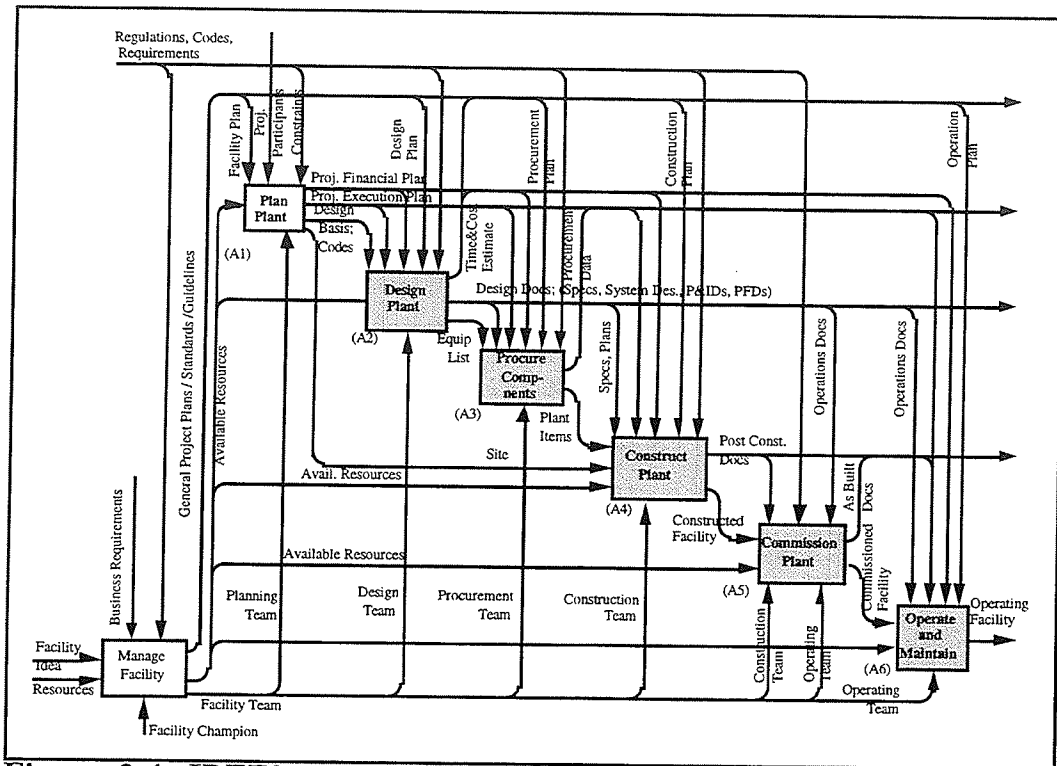 Regulations, Codes,
Requirements
Facility Plan
Proj.
Participants
Constraints
Design
Plan
Procurement
Plan
Construction
Plan
Operation
Plan
Proj. Financial Plan
Proj. Execution Plan
Plan
Plant
(A1)
Design
Basis;
Codes
Time&Cost
Estimate
Procurement
Data
Design Docs; (Specs, System Des., P&IDs, PFDs)
Design
Plant
(A2)
Equip
List
Procure
Comp-
onents
(A3)
Plant
Items
Specs, Plans
Operations Docs
Operations Docs
General Project Plans / Standards /Guidelines
Available Resources
Site
Avail. Resources
Construct
Plant
(A4)
Post Const.
Docs
As Built
Docs
Constructed
Facility
Commission
Plant
(A5)
Commissioned
Facility
Business Requirements
Available Resources
Planning
Team
Design
Team
Procurement
Team
Construction
Team
Construction
Team
Operating
Team
Operate
and
Maintain
(A6)
Operating
Facility
Operating
Team
Facility
Idea
Resources
Manage
Facility
Facility Team
Facility Champion